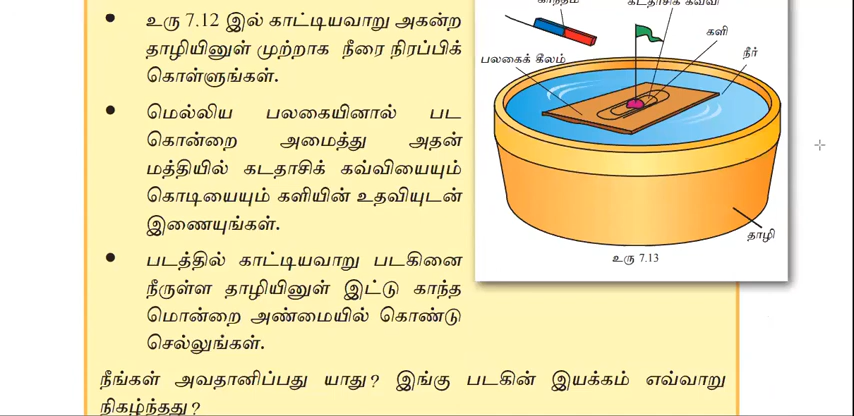 ● உரு 7.12 இல் காட்டியவாறு அகன்ற
தாழியினுள் முற்றாக நீரை நிரப்பிக்
கொள்ளுங்கள்.
● மெல்லிய பலகையினால் பட
கொன்றை அமைத்து அதன்
மத்தியில் கடதாசிக் கவ்வியையும்
கொடியையும் களியின் உதவியுடன்
இணையுங்கள்.
● படத்தில் காட்டியவாறு படகினை
நீருள்ள தாழியினுள் இட்டு காந்த
மொன்றை அண்மையில் கொண்டு
செல்லுங்கள்.
காந்தம்
கடதாசிக் கவ்வி
களி
நீர்
பலகைக் கீலம்
தாழி
உரு 7.13
நீங்கள் அவதானிப்பது யாது? இங்கு படகின் இயக்கம் எவ்வாறு
நிகழ்ந்தது?